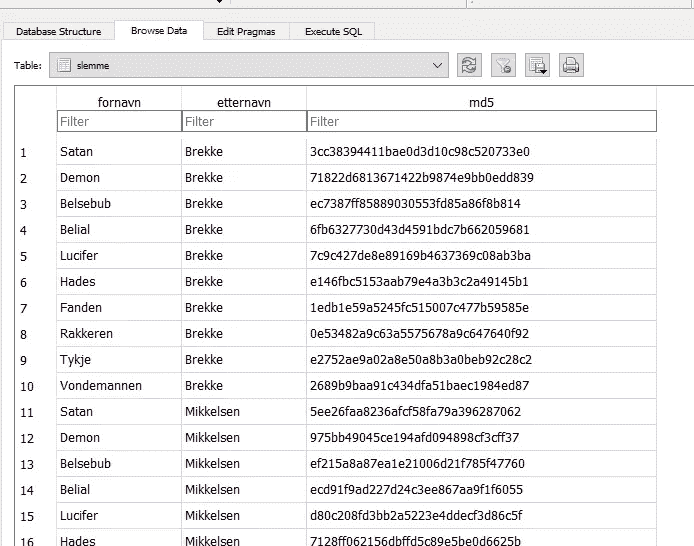 Database Structure Browse Data Edit Pragmas Execute SQL
Table: slemme
fornavn etternavn md5
Filter Filter Filter
1 Satan Brekke 3cc38394411bae0d3d10c98c520733e0
2 Demon Brekke 71822d6813671422b9874e9bb0edd839
3 Belsebub Brekke ec7387ff85889030553fd85a86f8b814
4 Belial Brekke 6fb6327730d43d4591bdc7b662059681
5 Lucifer Brekke 7c9c427de8e89169b4637369c08ab3ba
6 Hades Brekke e146fbc5153aab79e4a3b3c2a49145b1
7 Fanden Brekke 1edb1e59a5245fc515007c477b59585e
8 Rakkeren Brekke 0e53482a9c63a5575678a9c647640f92
9 Tykje Brekke e2752ae9a02a8e50a8b3a0beb92c28c2
10 Vondemannen Brekke 2689b9baa91c434dfa51baec1984ed87
11 Satan Mikkelsen 5ee26faa8236afcf58fa79a396287062
12 Demon Mikkelsen 975bb49045ce194afd094898cf3cff37
13 Belsebub Mikkelsen ef215a8a87ea1e21006d21f785f47760
14 Belial Mikkelsen ecd91f9ad227d24c3ee867aa9f1f6055
15 Lucifer Mikkelsen d80c208fd3bb2a5223e4ddecf3d86c5f
16 Hades Mikkelsen 7128ff062156dbffd5c89e5be0d6625b